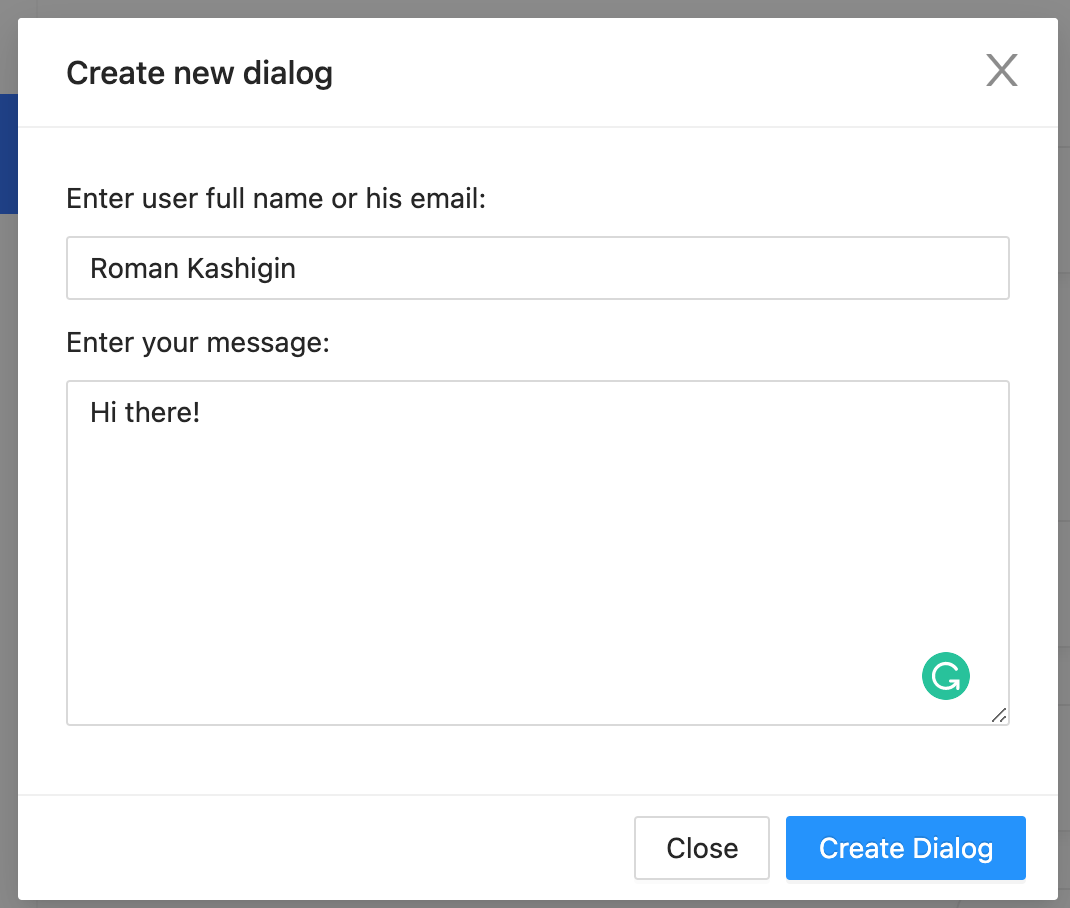 Create new dialog
Enter user full name or his email:
Roman Kashigin
Enter your message:
Hi there!
Close
Create Dialog